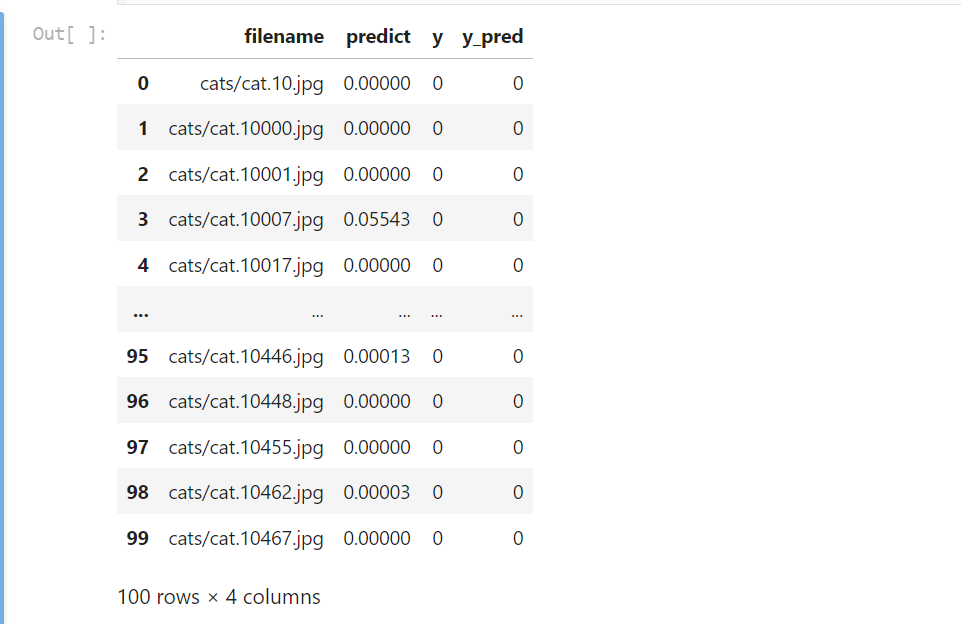 Out[ ]:
filename predict y y_pred
0 cats/cat.10.jpg 0.00000 0 0
1 cats/cat.10000.jpg 0.00000 0 0
2 cats/cat.10001.jpg 0.00000 0 0
3 cats/cat.10007.jpg 0.05543 0 0
4 cats/cat.10017.jpg 0.00000 0 0
... ... ... ... ...
95 cats/cat.10446.jpg 0.00013 0 0
96 cats/cat.10448.jpg 0.00000 0 0
97 cats/cat.10455.jpg 0.00000 0 0
98 cats/cat.10462.jpg 0.00003 0 0
99 cats/cat.10467.jpg 0.00000 0 0
100 rows × 4 columns